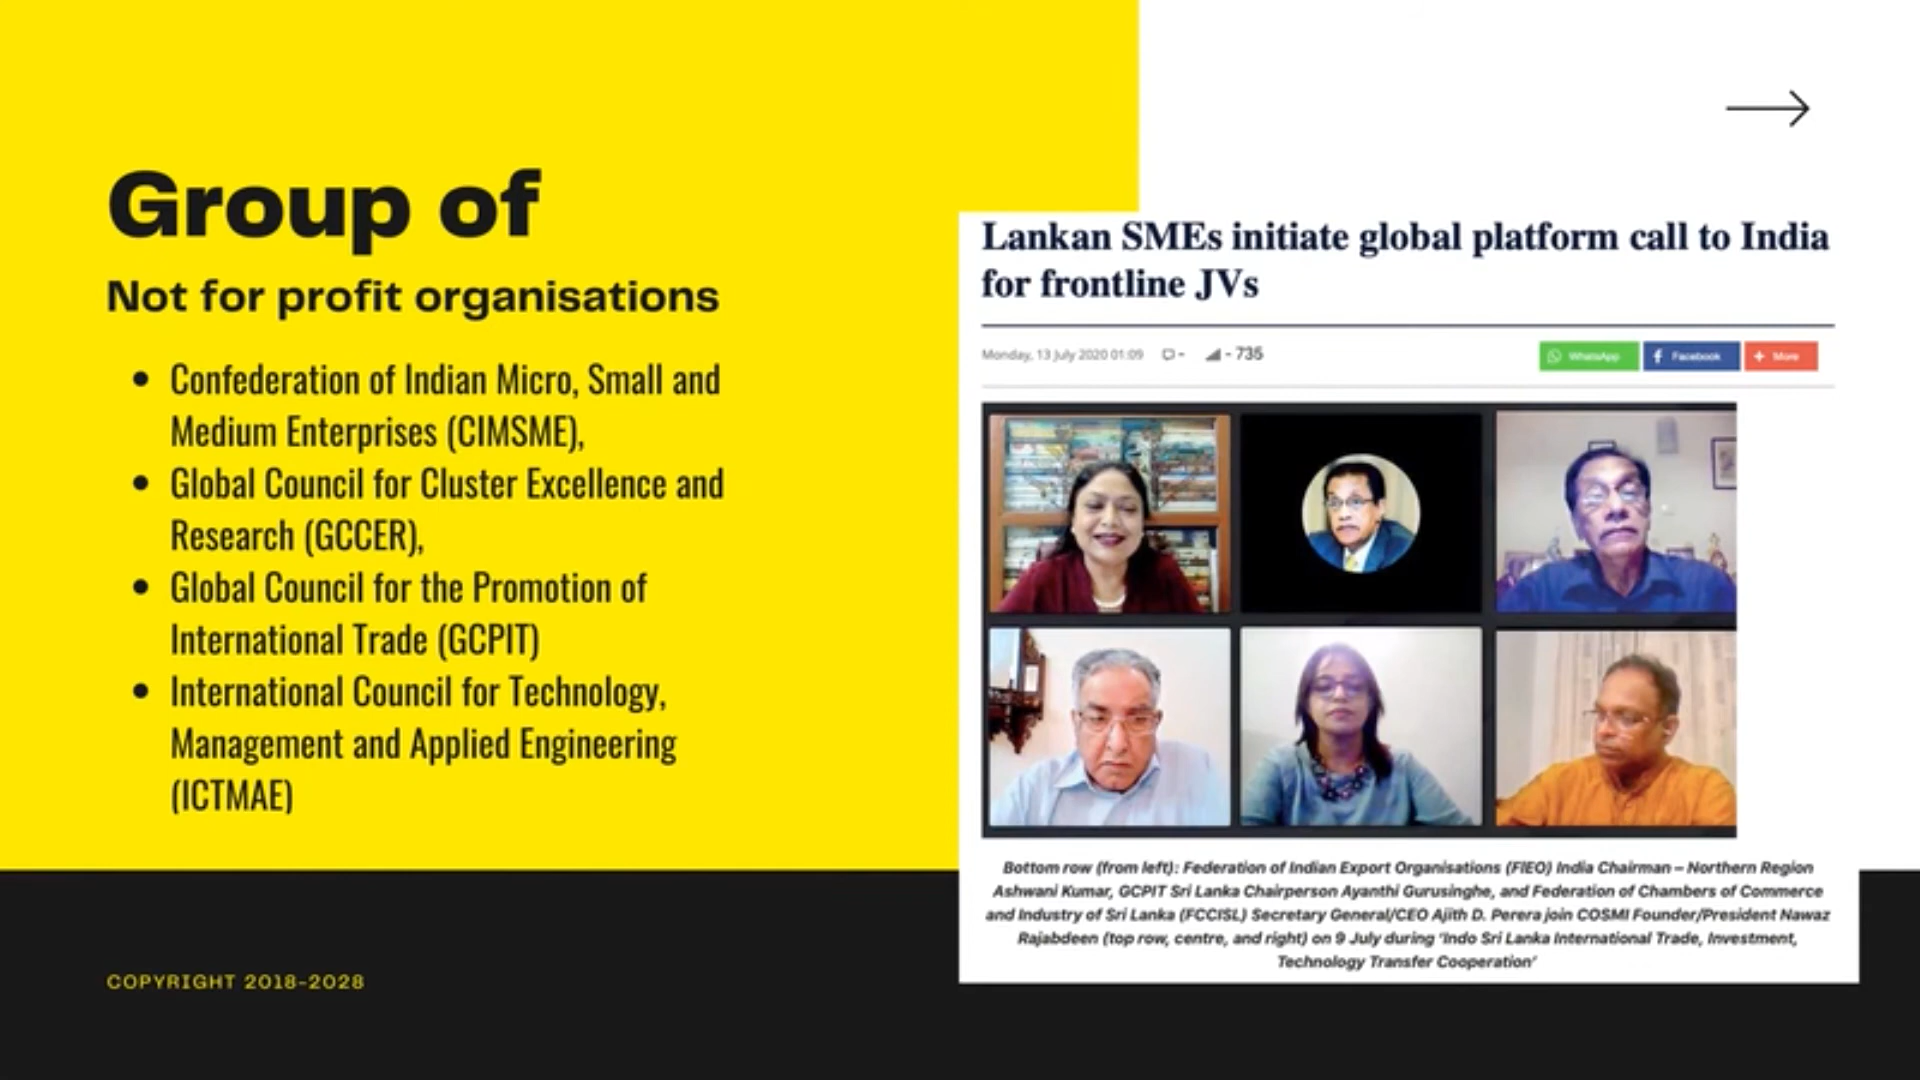 Group of
Not for profit organisations
• Confederation of Indian Micro, Small and
Medium Enterprises (CIMSME),
• Global Council for Cluster Excellence and
Research (GCCER),
• Global Council for the Promotion of
International Trade (GCPIT)
• International Council for Technology,
Management and Applied Engineering
(ICTMAE)
COPYRIGHT 2018-2028
Lankan SMEs initiate global platform call to India
for frontline JVs
Monday, 13 July 2020 01:09 - - 735
WhatsApp Facebook More
Bottom row (from left): Federation of Indian Export Organisations (FIEO) India Chairman – Northern Region
Ashwani Kumar, GCPIT Sri Lanka Chairperson Ayanthi Gurusinghe, and Federation of Chambers of Commerce
and Industry of Sri Lanka (FCCISL) Secretary General/CEO Ajith D. Perera join COSMI Founder/President Nawaz
Rajabdeen (top row, centre, and right) on 9 July during ‘Indo Sri Lanka International Trade, Investment,
Technology Transfer Cooperation’